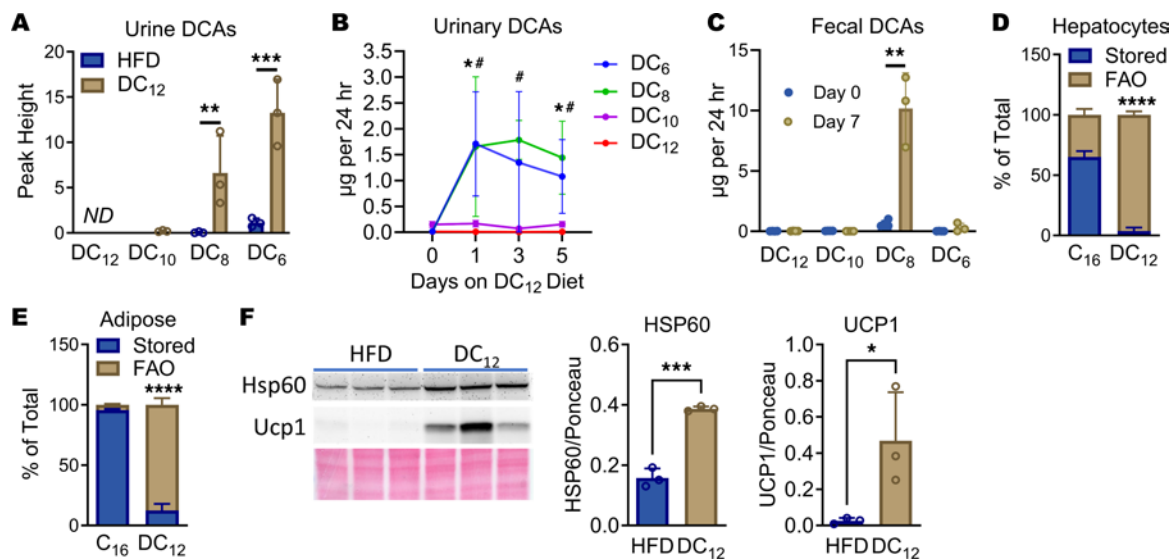 A Urine DCAs
HFD
DC12
Peak Height
20
15
10
5
0
ND
**
***
DC12 DC10 DC8 DC6
B Urinary DCAs
µg per 24 hr
3.5
3.0
2.5
2.0
1.5
1.0
0.5
0.0
*# # *#
DC6
DC8
DC10
DC12
0 1 3 5
Days on DC12 Diet
C Fecal DCAs
µg per 24 hr
15
10
5
0
**
Day 0
Day 7
DC12 DC10 DC8 DC6
D Hepatocytes
Stored
FAO
****
% of Total
150
100
50
0
C16 DC12
E Adipose
Stored
FAO
****
% of Total
150
100
50
0
C16 DC12
F
HFD DC12
Hsp60
Ucp1
HSP60
***
HSP60/Ponceau
0.6
0.4
0.2
0.0
HFD DC12
UCP1
*
UCP1/Ponceau
1.0
0.8
0.6
0.4
0.2
0.0
HFD DC12